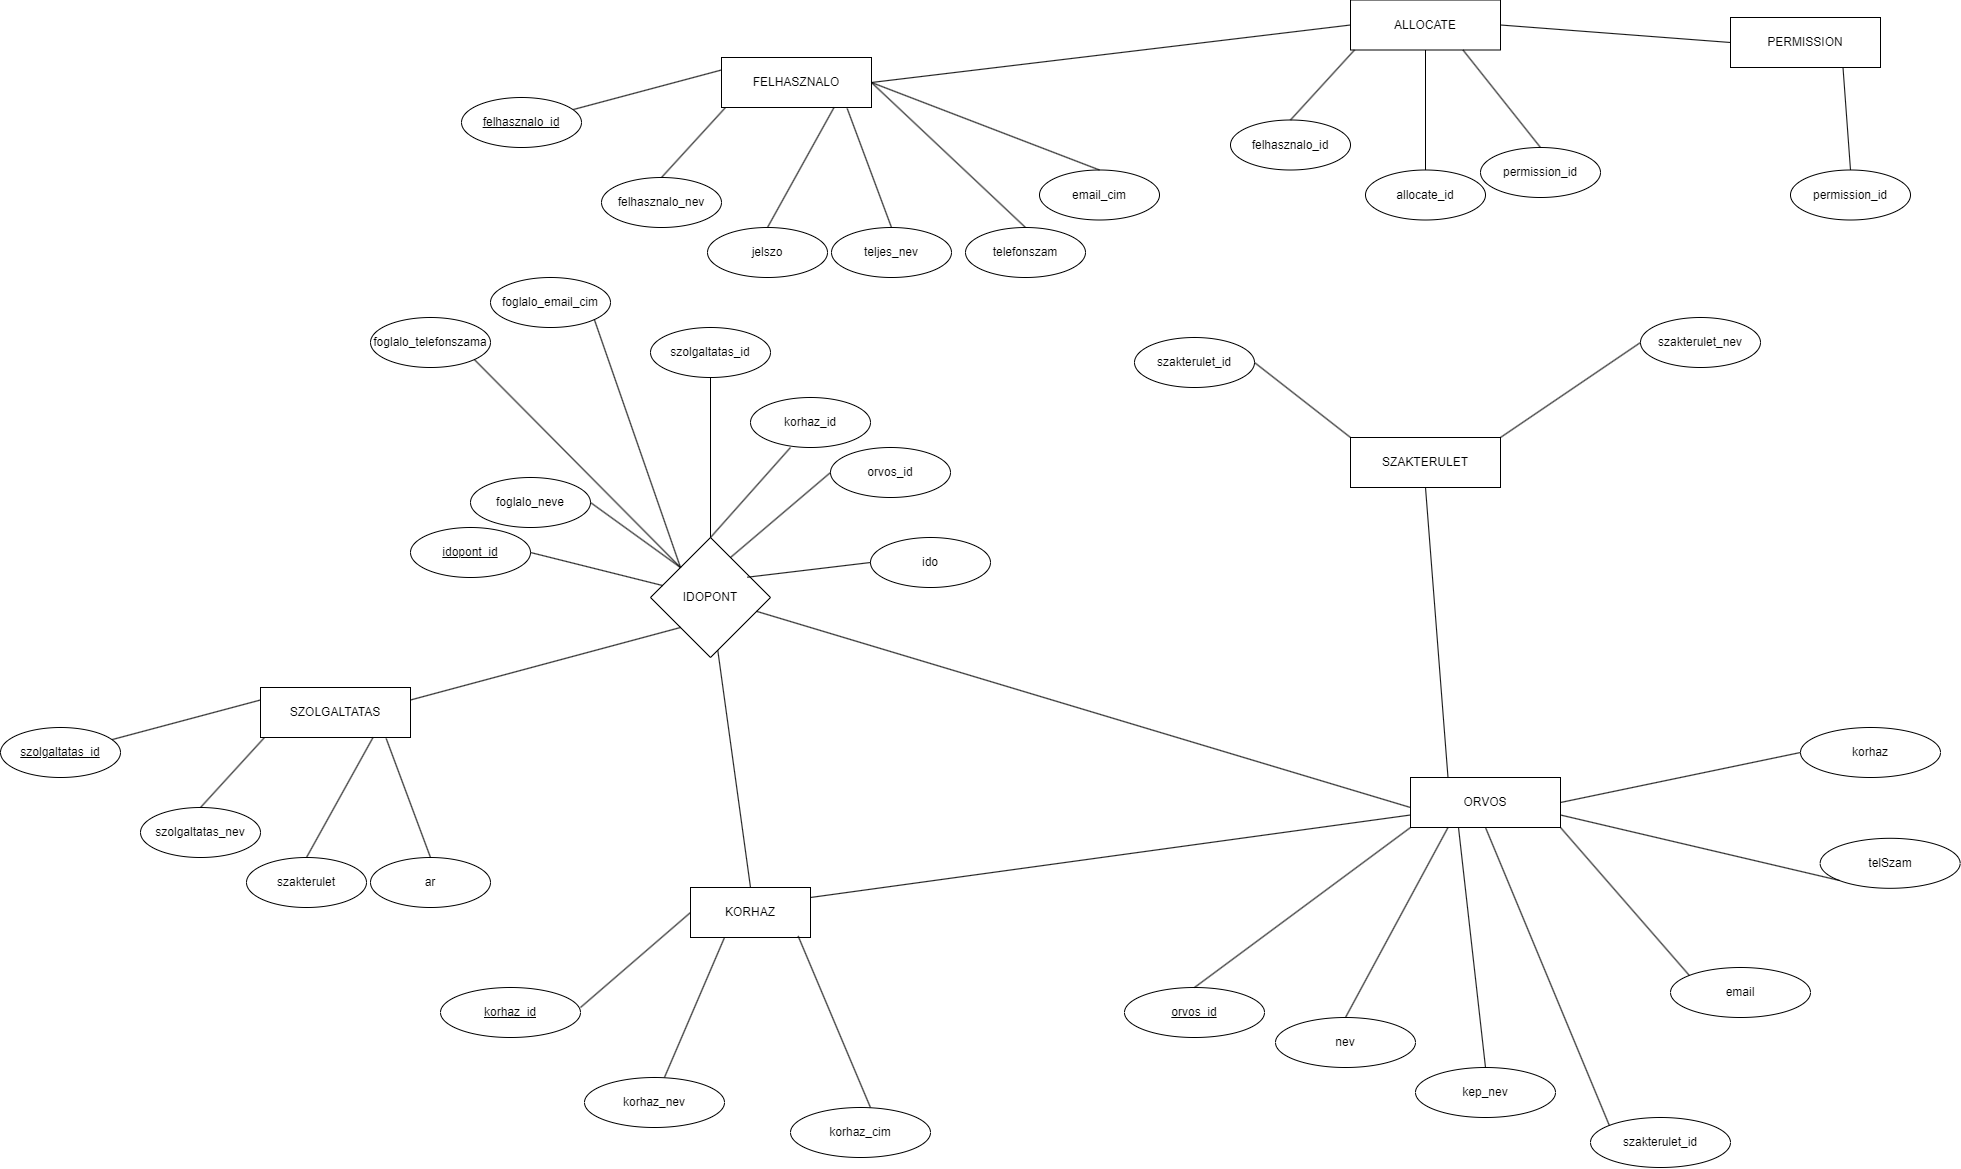 ALLOCATE
PERMISSION
FELHASZNALO
felhasznalo_id
felhasznalo_id
permission_id
felhasznalo_nev
email_cim
allocate_id
permission_id
jelszo
teljes_nev
telefonszam
foglalo_email_cim
foglalo_telefonszama
szolgaltatas_id
szakterulet_id
szakterulet_nev
korhaz_id
orvos_id
SZAKTERULET
foglalo_neve
idopont_id
ido
IDOPONT
SZOLGALTATAS
szolgaltatas_id
korhaz
ORVOS
szolgaltatas_nev
telSzam
szakterulet
ar
KORHAZ
korhaz_id
orvos_id
email
nev
korhaz_nev
kep_nev
korhaz_cim
szakterulet_id